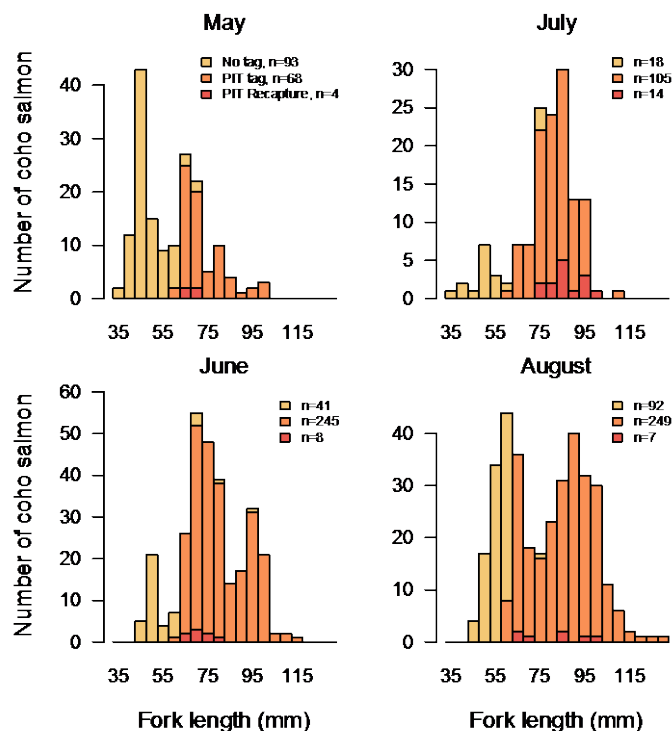 May
No tag, n=93
PIT tag, n=68
PIT Recapture, n=4
Number of coho salmon
40
30
20
10
0
35 55 75 95 115
July
n=18
n=105
n=14
30
25
20
15
10
5
0
35 55 75 95 115
June
n=41
n=245
n=8
Number of coho salmon
60
50
40
30
20
10
0
35 55 75 95 115
Fork length (mm)
August
n=92
n=249
n=7
40
30
20
10
0
35 55 75 95 115
Fork length (mm)